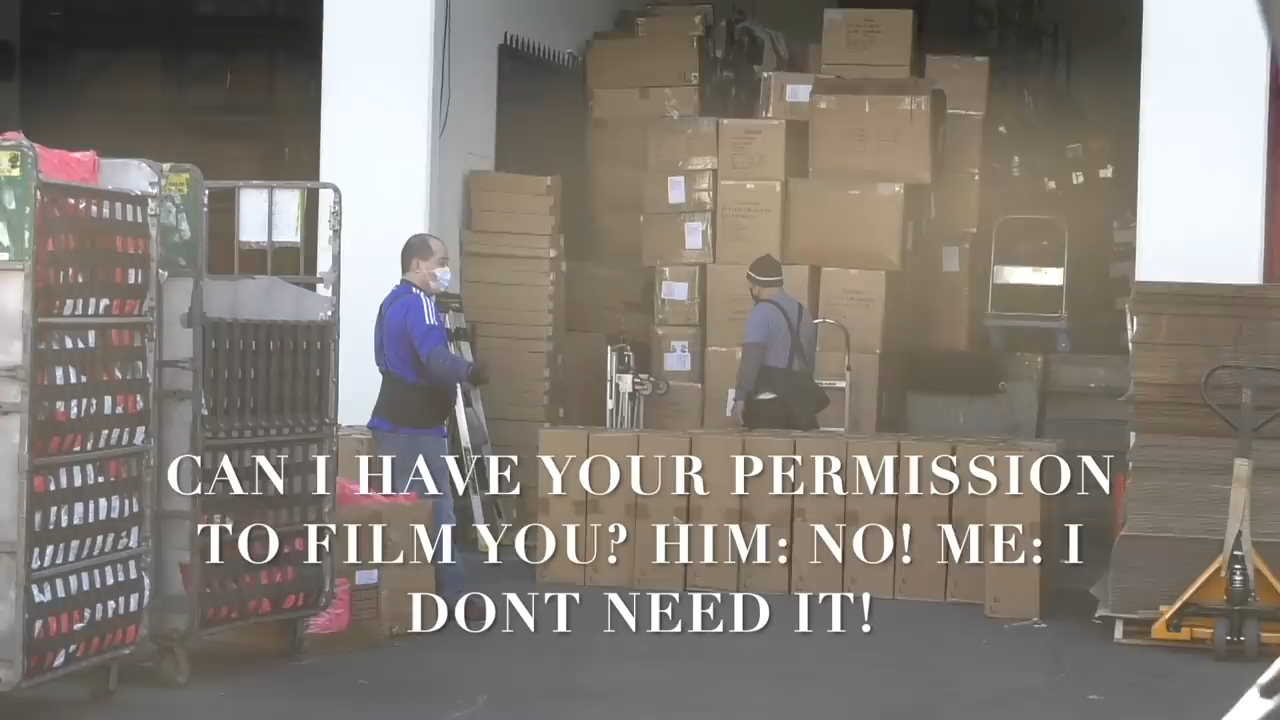 CAN I HAVE YOUR PERMISSION
TO FILM YOU? HIM: NO! ME: I
DONT NEED IT!